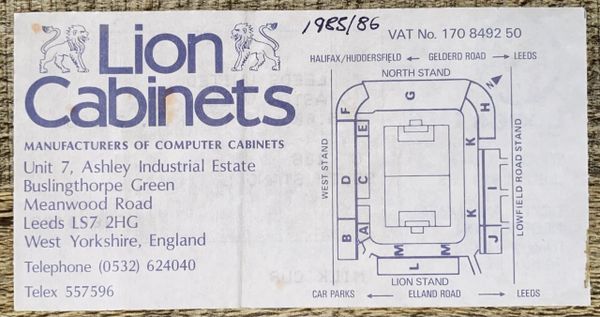 1985/86
Lion
Cabinets
MANUFACTURERS OF COMPUTER CABINETS
Unit 7, Ashley Industrial Estate
Buslingthorpe Green
Meanwood Road
Leeds LS7 2HG
West Yorkshire, England
Telephone (0532) 624040
Telex 557596
VAT No. 170 8492 50
HALIFAX/HUDDERSFIELD GELDERD ROAD LEEDS
NORTH STAND
N
F G H
E
K
WEST STAND
D C I
LOWFIELD ROAD STAND
K
B A J
M M
L
LION STAND
CAR PARKS ELLAND ROAD LEEDS